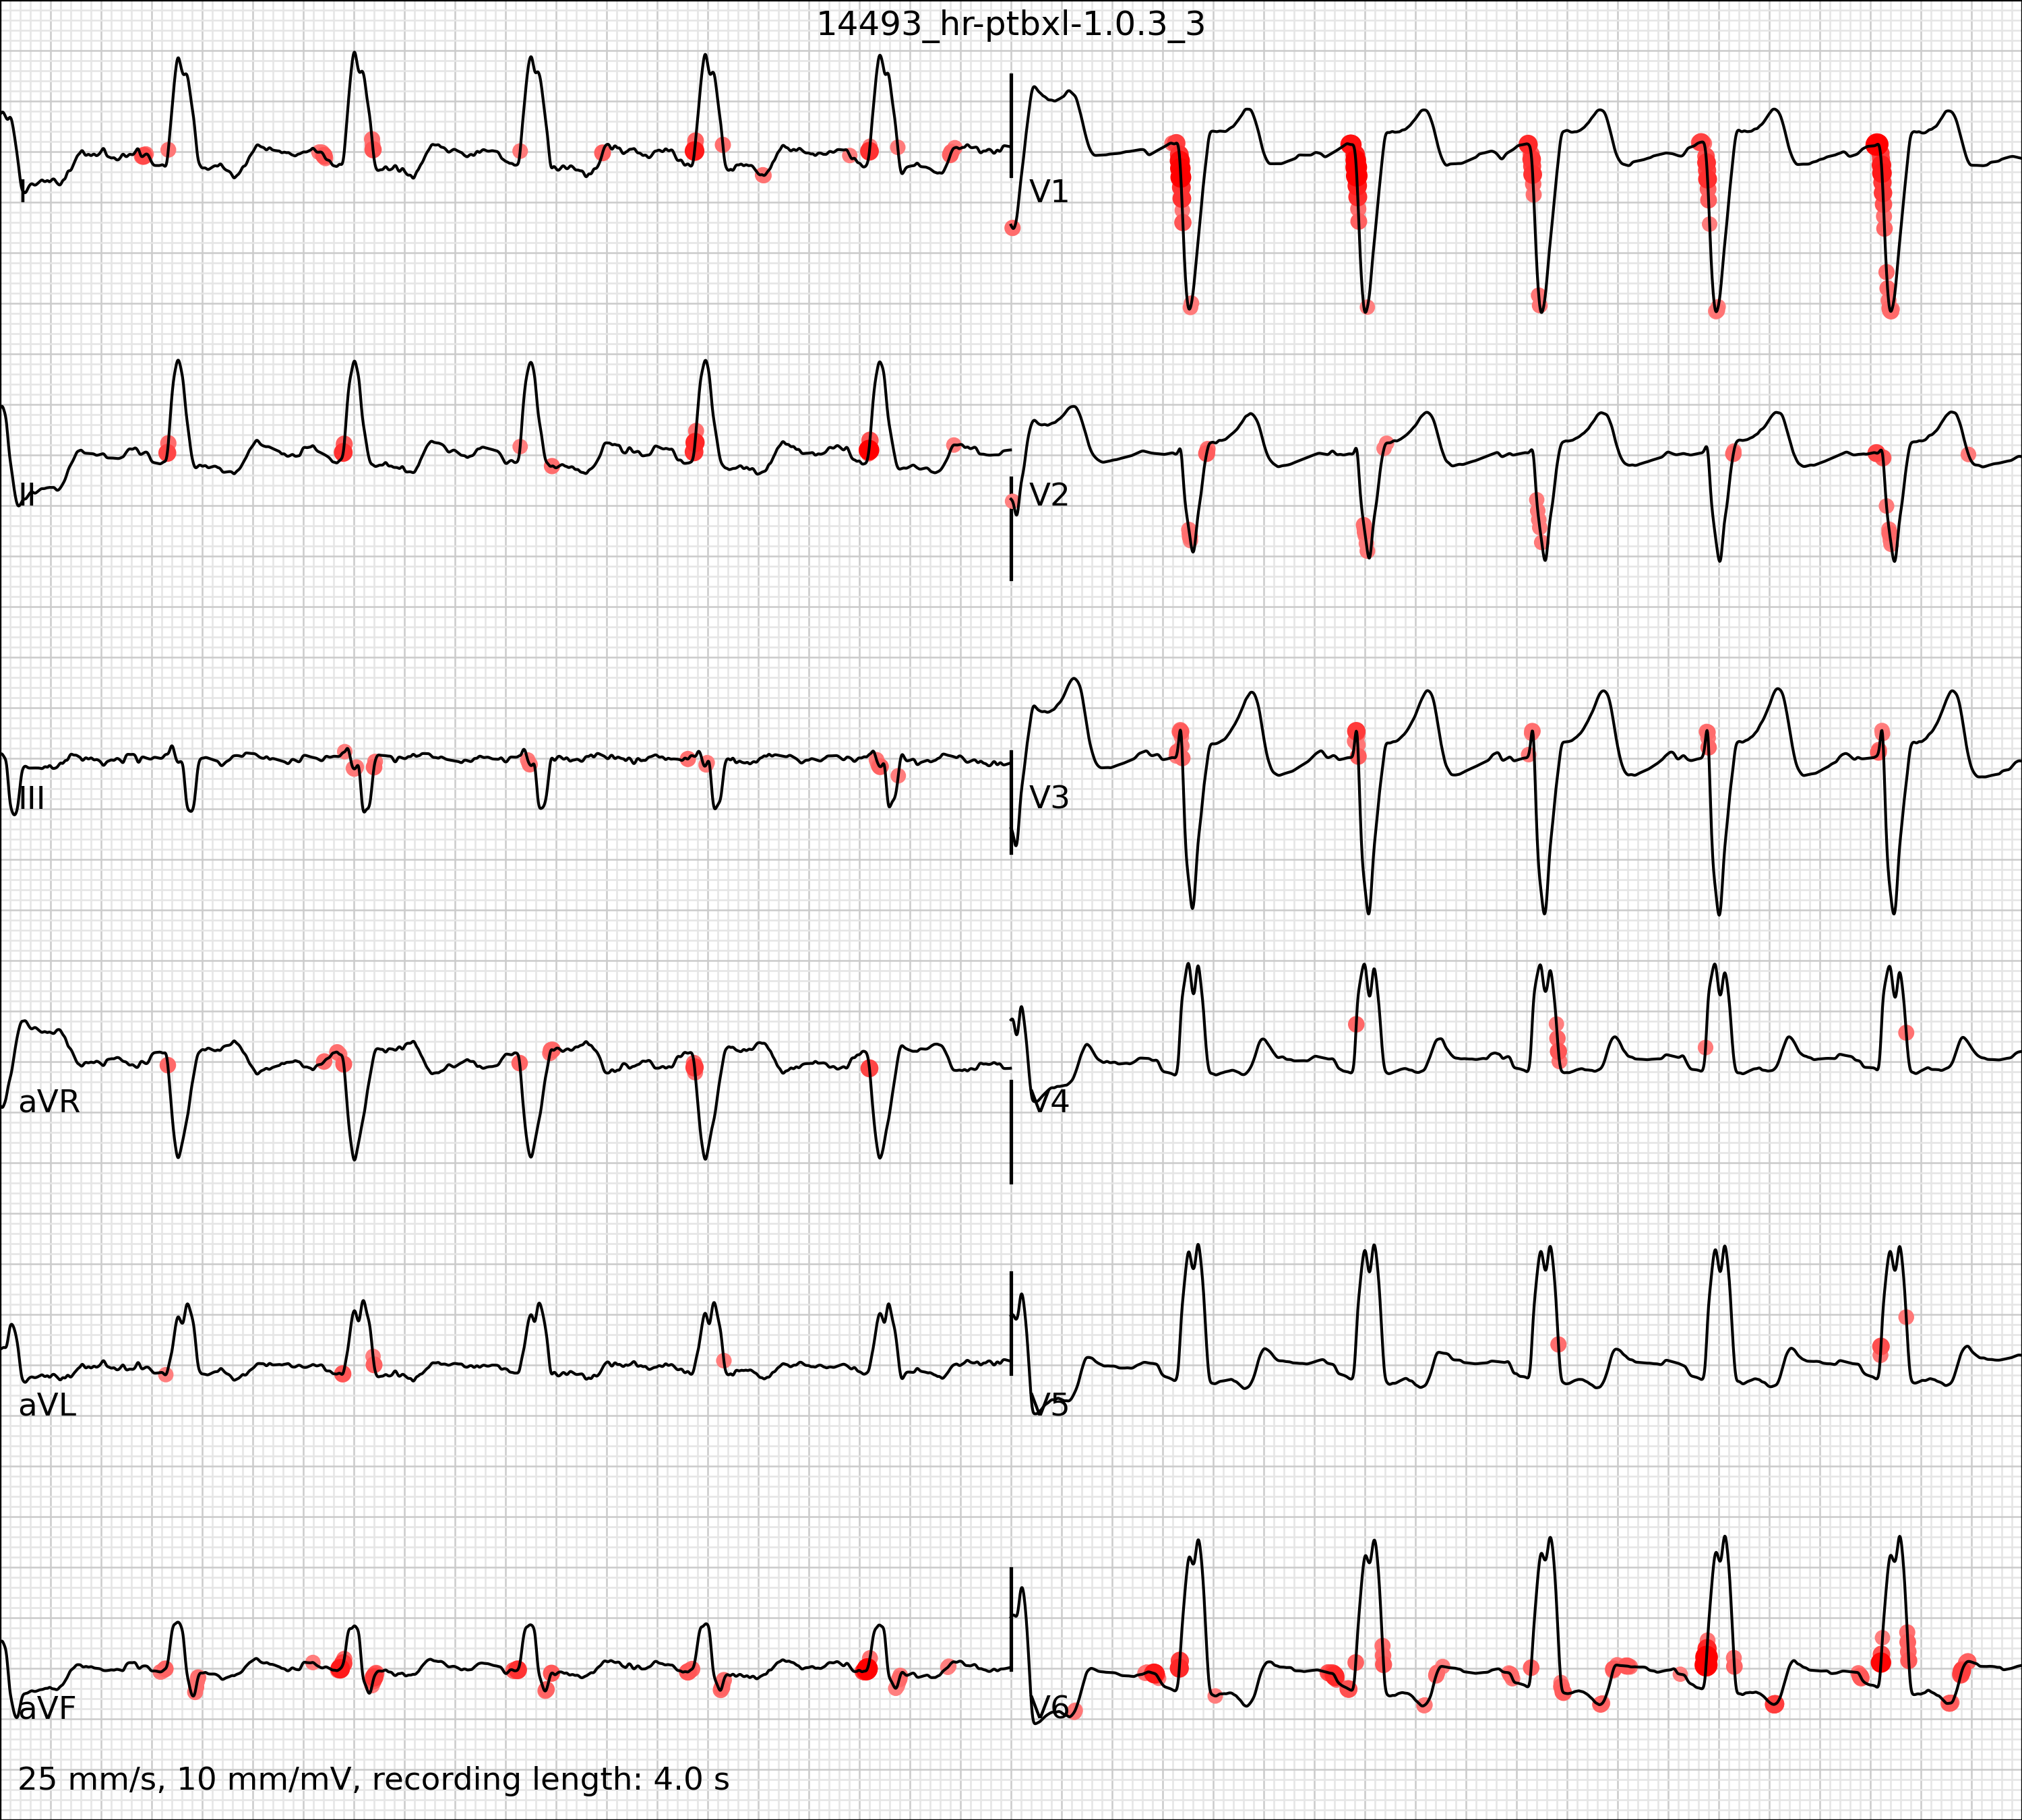 14493_hr-ptbxl-1.0.3_3
I
V1
II
V2
III
V3
aVR
V4
aVL
V5
aVF
V6
25 mm/s, 10 mm/mV, recording length: 4.0 s